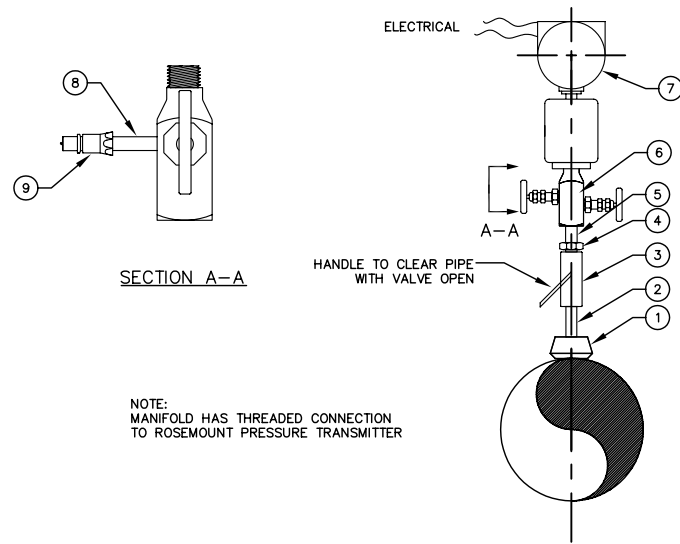 ELECTRICAL
8
7
9
6
5
A-A
4
SECTION A-A
HANDLE TO CLEAR PIPE
WITH VALVE OPEN
3
2
1
NOTE:
MANIFOLD HAS THREADED CONNECTION
TO ROSEMOUNT PRESSURE TRANSMITTER